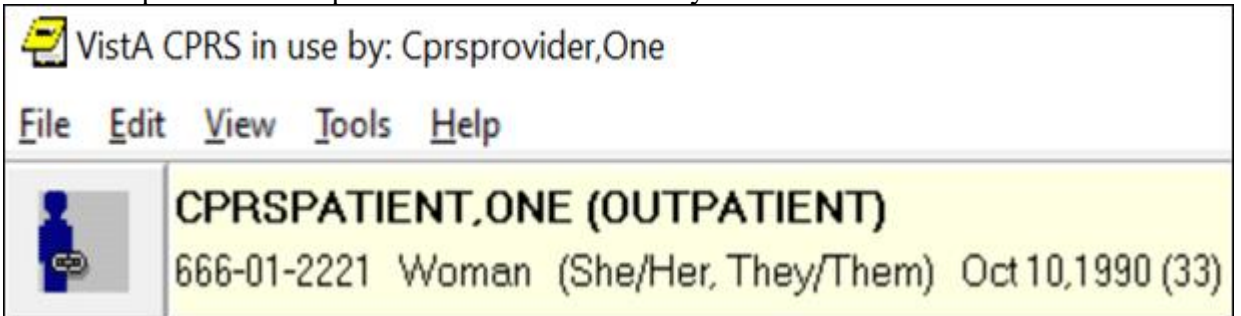 VistA CPRS in use by: Cprsprovider,One
File Edit View Tools Help
CPRSPATIENT,ONE (OUTPATIENT)
666-01-2221 Woman (She/Her, They/Them) Oct 10,1990 (33)